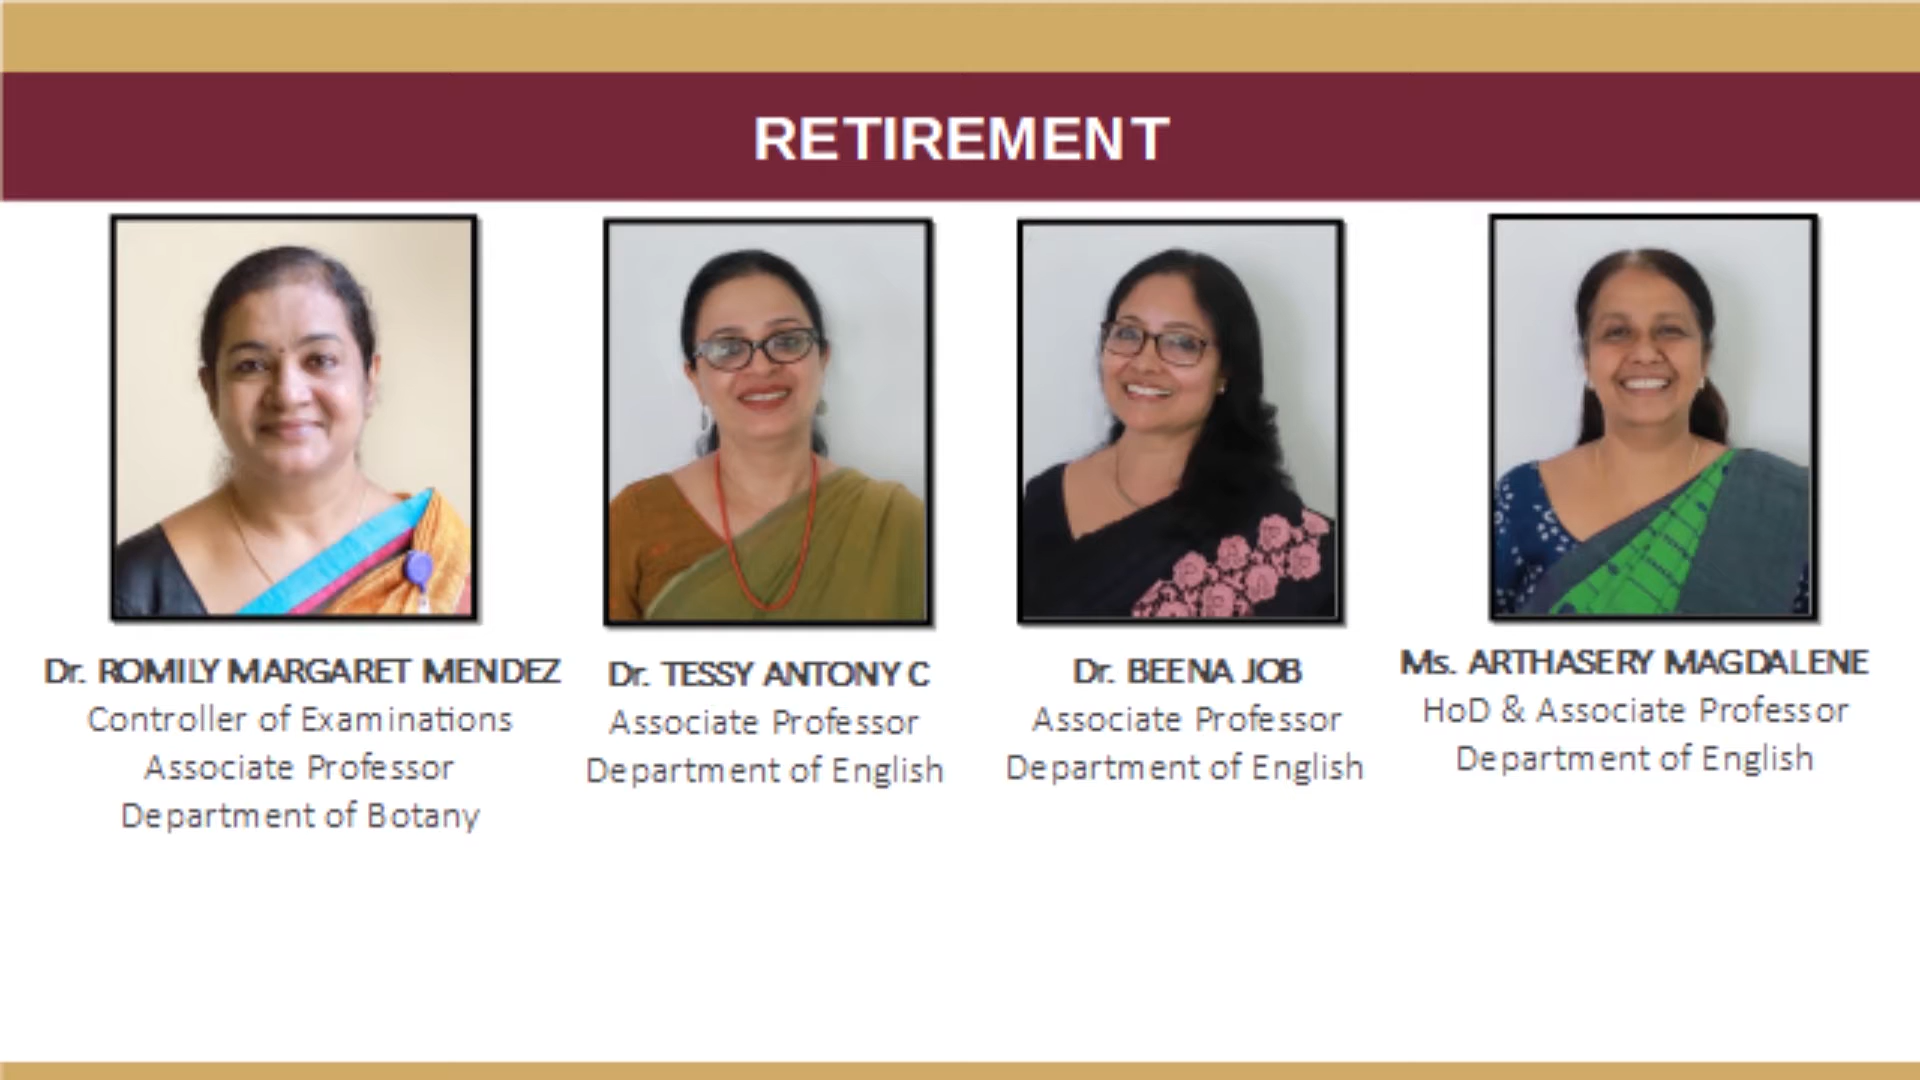 RETIREMENT
Dr. ROMILY MARGARET MENDEZ
Controller of Examinations
Associate Professor
Department of Botany
Dr. TESSY ANTONY C
Associate Professor
Department of English
Dr. BEENA JOB
Associate Professor
Department of English
Ms. ARTHASERY MAGDALENE
HoD & Associate Professor
Department of English